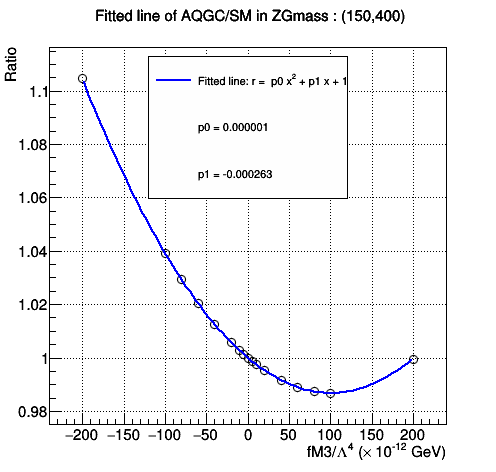 Fitted line of AQGC/SM in ZGmass : (150,400)
Ratio
Fitted line: r = p0 x² + p1 x + 1
p0 = 0.000001
p1 = -0.000263
1.1
1.08
1.06
1.04
1.02
1
0.98
−200 −150 −100 −50 0 50 100 150 200
fM3/Λ⁴ (× 10⁻¹² GeV)